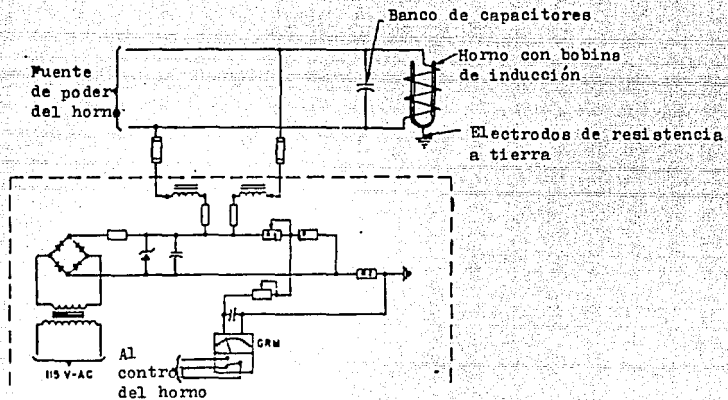 Banco de capacitores
Horno con bobina
de inducción
Fuente
de poder
del horno
Electrodos de resistencia
a tierra
GRM
Al
control
del horno
115 V-AC